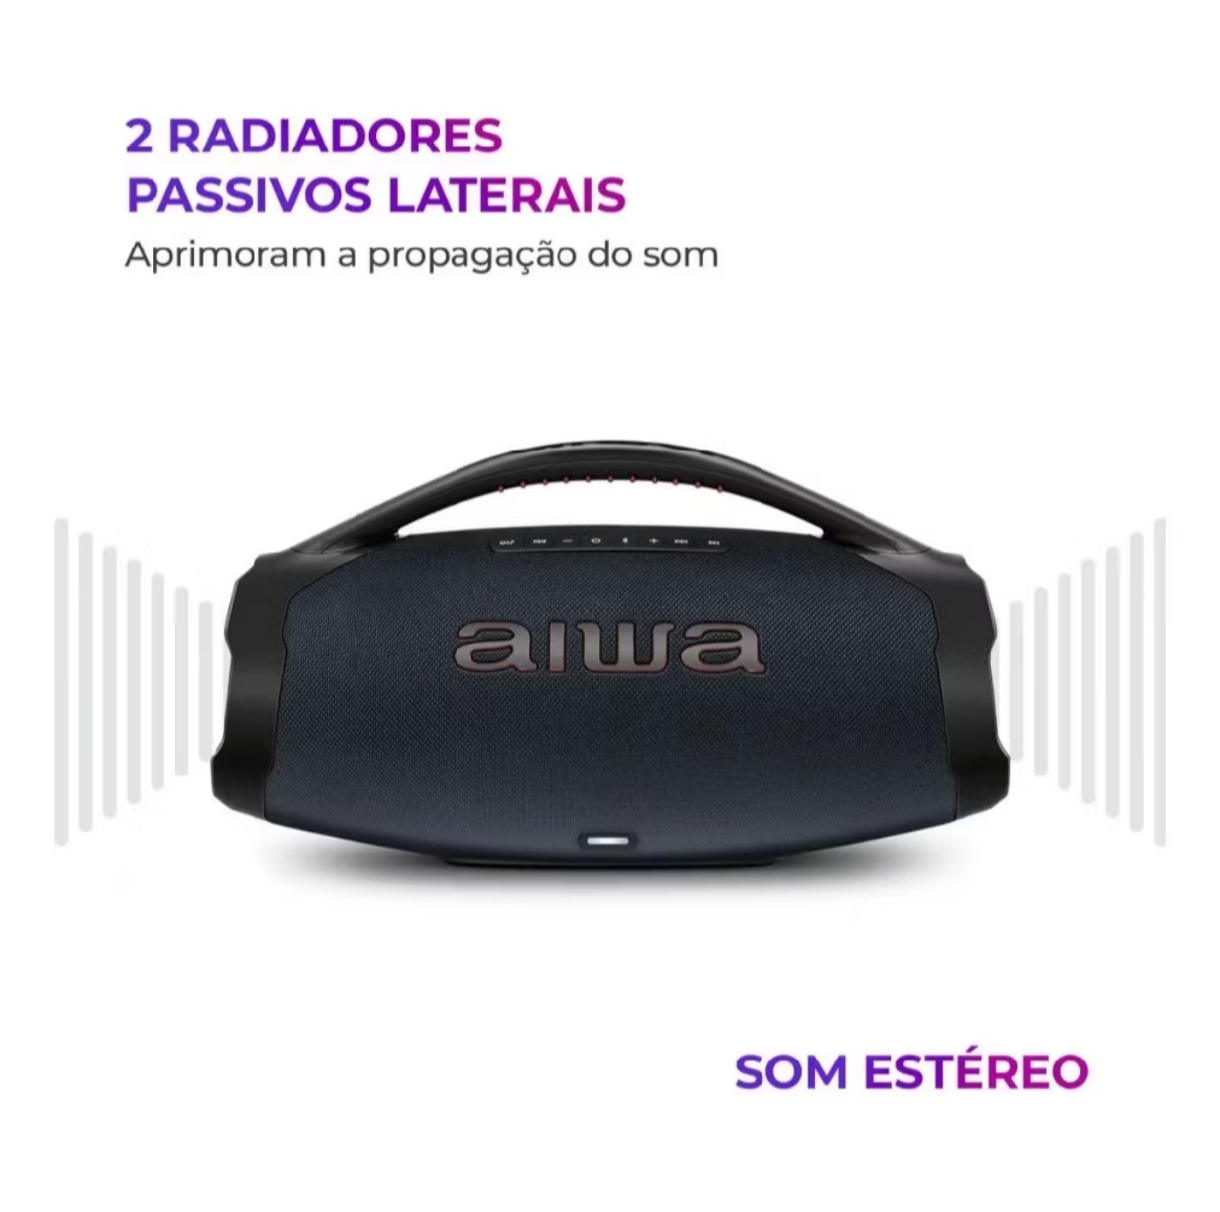 2 RADIADORES
PASSIVOS LATERAIS
Aprimoram a propagação do som
aiwa
SOM ESTÉREO